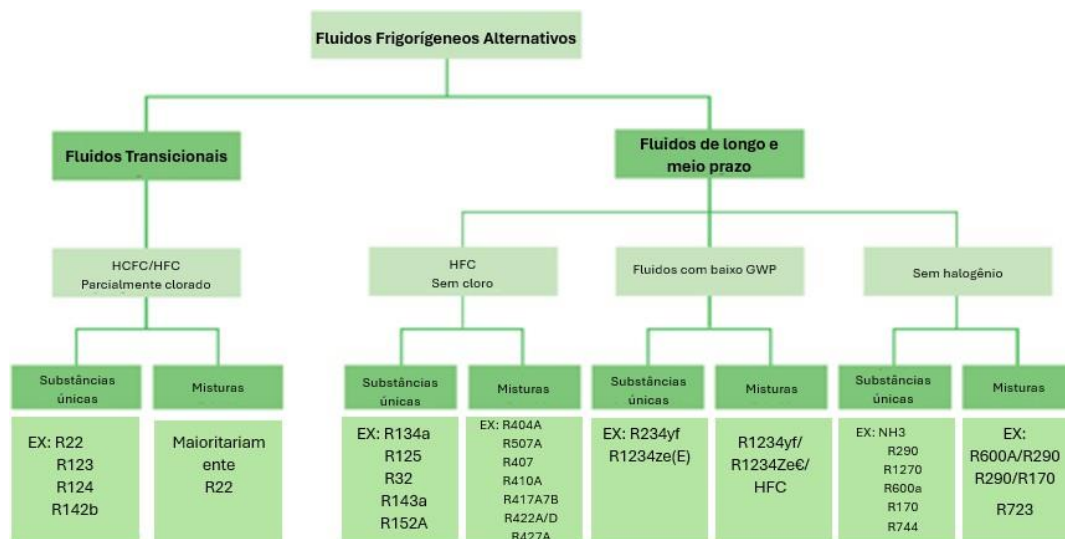 Fluidos Frigorígeneos Alternativos
Fluidos Transicionais
Fluidos de longo e
meio prazo
HCFC/HFC
Parcialmente clorado
HFC
Sem cloro
Fluidos com baixo GWP
Sem halogênio
Substâncias
únicas
Misturas
Substâncias
únicas
Misturas
Substâncias
únicas
Misturas
Substâncias
únicas
Misturas
EX: R22
R123
R124
R142b
Maioritariam
ente
R22
EX: R134a
R125
R32
R143a
R152A
EX: R404A
R507A
R407
R410A
R417A7B
R422A/D
R427A
EX: R234yf
R1234ze(E)
R1234yf/
R1234Ze€/
HFC
EX: NH3
R290
R1270
R600a
R170
R744
EX:
R600A/R290
R290/R170
R723